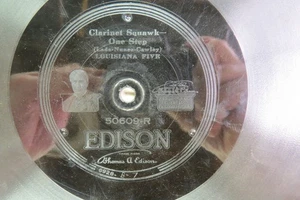 Clarinet Squawk—
One Step
(Lada-Nunez-Cawley)
LOUISIANA FIVE
50609-R
EDISON
Thomas A Edison.